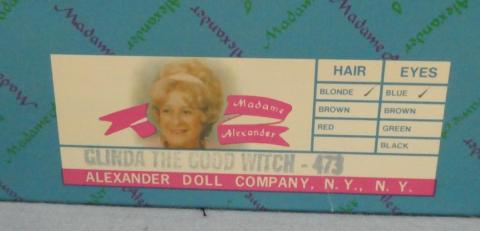 Madame
Alexander
HAIR EYES
BLONDE ✓ BLUE ✓
BROWN BROWN
RED GREEN
BLACK
GLINDA THE GOOD WITCH - 473
ALEXANDER DOLL COMPANY, N.Y., N. Y.